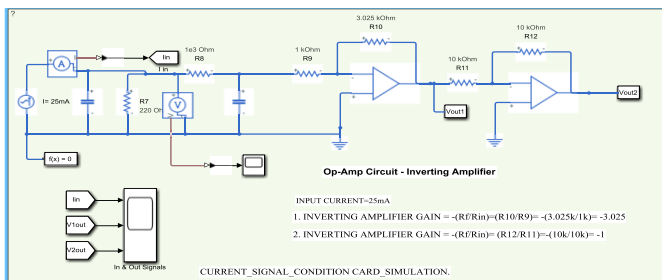 ?
3.025 kOhm
R10
10 kOhm
R12
Iin
I in
1e3 Ohm
R8
1 kOhm
R9
10 kOhm
R11
A
I= 25mA
R7
220 Oh
V
Vout1
Vout2
f(x) = 0
Op-Amp Circuit - Inverting Amplifier
Iin
V1out
V2out
In & Out Signals
INPUT CURRENT=25mA
1. INVERTING AMPLIFIER GAIN = -(Rf/Rin)=(R10/R9)= -(3.025k/1k)= -3.025
2. INVERTING AMPLIFIER GAIN = -(Rf/Rin)= (R12/R11)=-(10k/10k)= -1
CURRENT_SIGNAL_CONDITION CARD_SIMULATION.